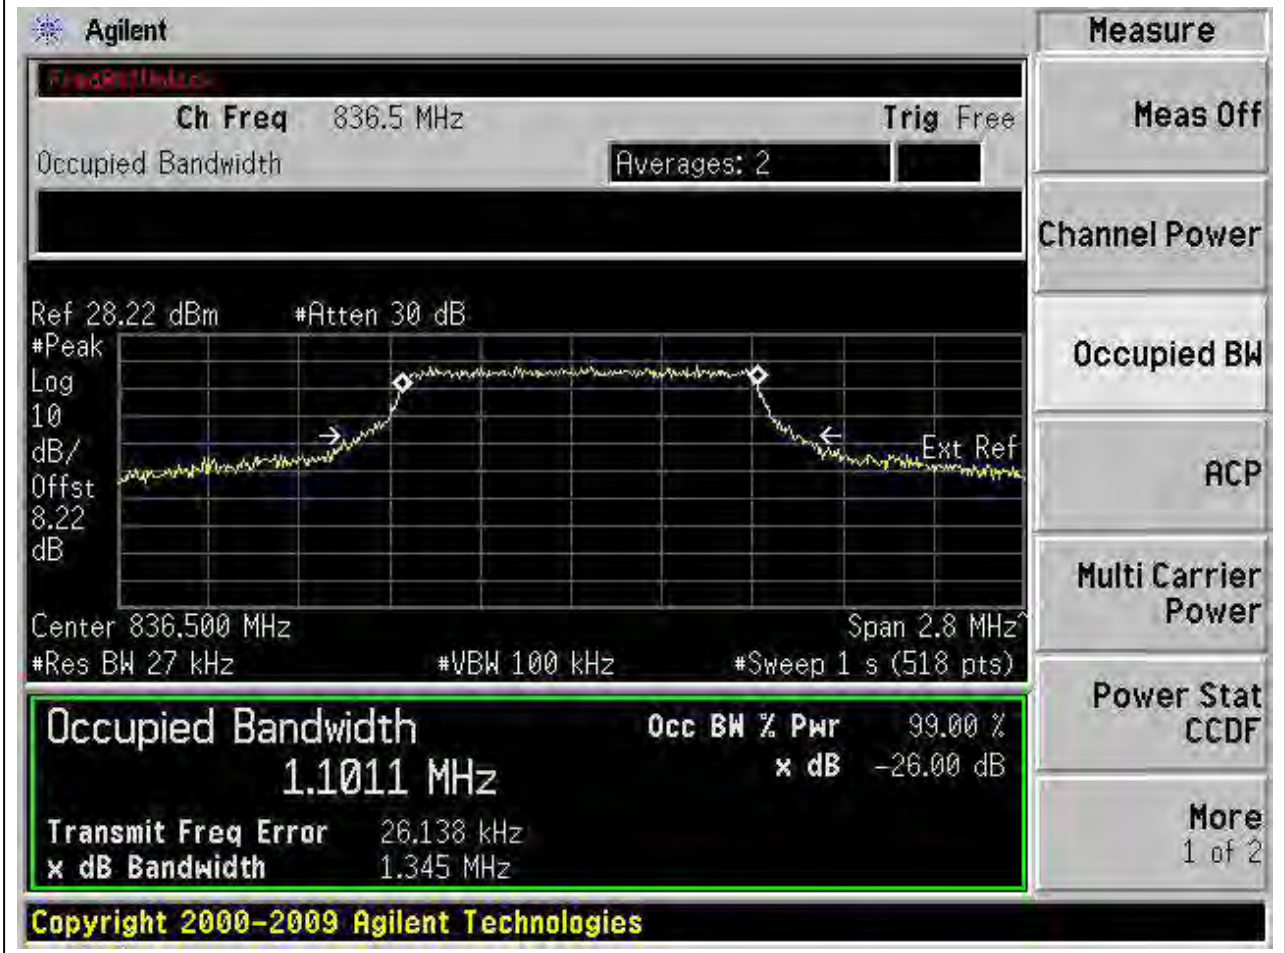 Agilent
Measure
Ch Freq 836.5 MHz Trig Free
Meas Off
Occupied Bandwidth Averages: 2
Channel Power
Ref 28.22 dBm #Atten 30 dB
#Peak
Log
10
dB/
Offst
8.22
dB
Ext Ref
Occupied BW
ACP
Center 836.500 MHz Span 2.8 MHz^
#Res BW 27 kHz #VBW 100 kHz #Sweep 1 s (518 pts)
Multi Carrier
Power
Occupied Bandwidth Occ BW % Pwr 99.00 %
1.1011 MHz x dB -26.00 dB
Transmit Freq Error 26.138 kHz
x dB Bandwidth 1.345 MHz
Power Stat
CCDF
More
1 of 2
Copyright 2000-2009 Agilent Technologies